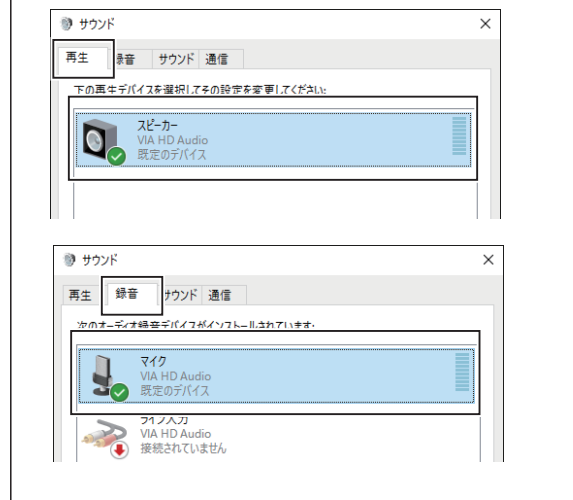 サウンド
再生 録音 サウンド 通信
下の再生デバイスを選択してその設定を変更してください:
スピーカー
VIA HD Audio
既定のデバイス
サウンド
再生 録音 サウンド 通信
次のオーディオ録音デバイスがインストールされています:
マイク
VIA HD Audio
既定のデバイス
ライン入力
VIA HD Audio
接続されていません